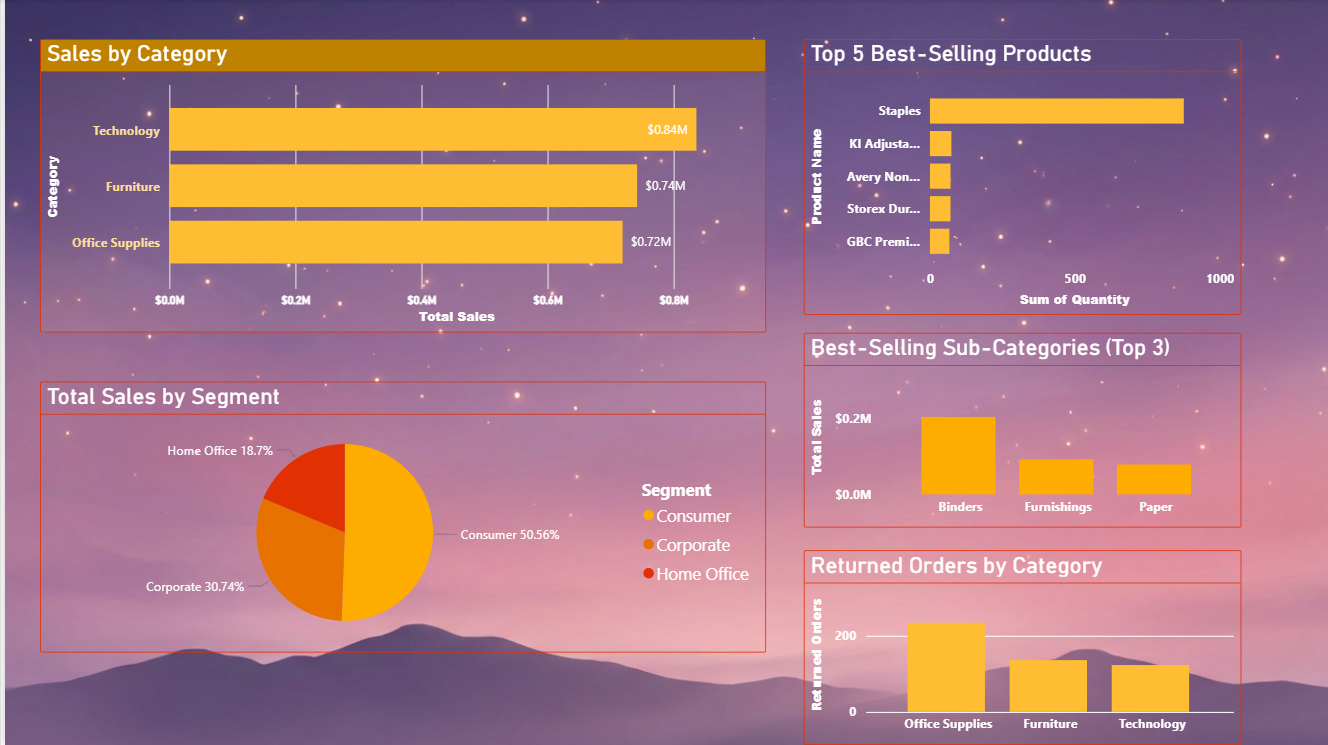 Sales by Category
Category
Technology
$0.84M
Furniture
$0.74M
Office Supplies
$0.72M
$0.0M $0.2M $0.4M $0.6M $0.8M
Total Sales
Total Sales by Segment
Home Office 18.7%
Consumer 50.56%
Corporate 30.74%
Segment
Consumer
Corporate
Home Office
Top 5 Best-Selling Products
Product Name
Staples
KI Adjusta...
Avery Non...
Storex Dur...
GBC Premi...
0 500 1000
Sum of Quantity
Best-Selling Sub-Categories (Top 3)
Total Sales
$0.2M
$0.0M
Binders Furnishings Paper
Returned Orders by Category
Returned Orders
200
0
Office Supplies Furniture Technology